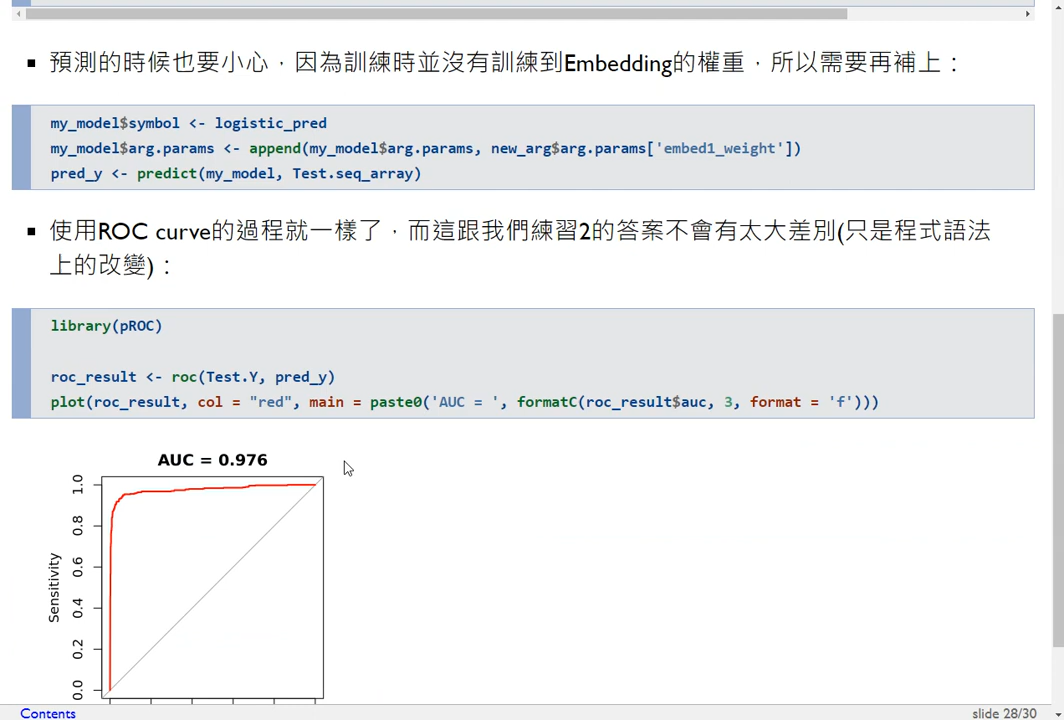 預測的時候也要小心，因為訓練時並沒有訓練到Embedding的權重，所以需要再補上：
my_model$symbol <- logistic_pred
my_model$arg.params <- append(my_model$arg.params, new_arg$arg.params['embed1_weight'])
pred_y <- predict(my_model, Test.seq_array)
使用ROC curve的過程就一樣了，而這跟我們練習2的答案不會有太大差別(只是程式語法
上的改變)：
library(pROC)
roc_result <- roc(Test.Y, pred_y)
plot(roc_result, col = "red", main = paste0('AUC = ', formatC(roc_result$auc, 3, format = 'f')))
AUC = 0.976
Sensitivity
1.0
0.8
0.6
0.4
0.2
0.0
Contents
slide 28/30